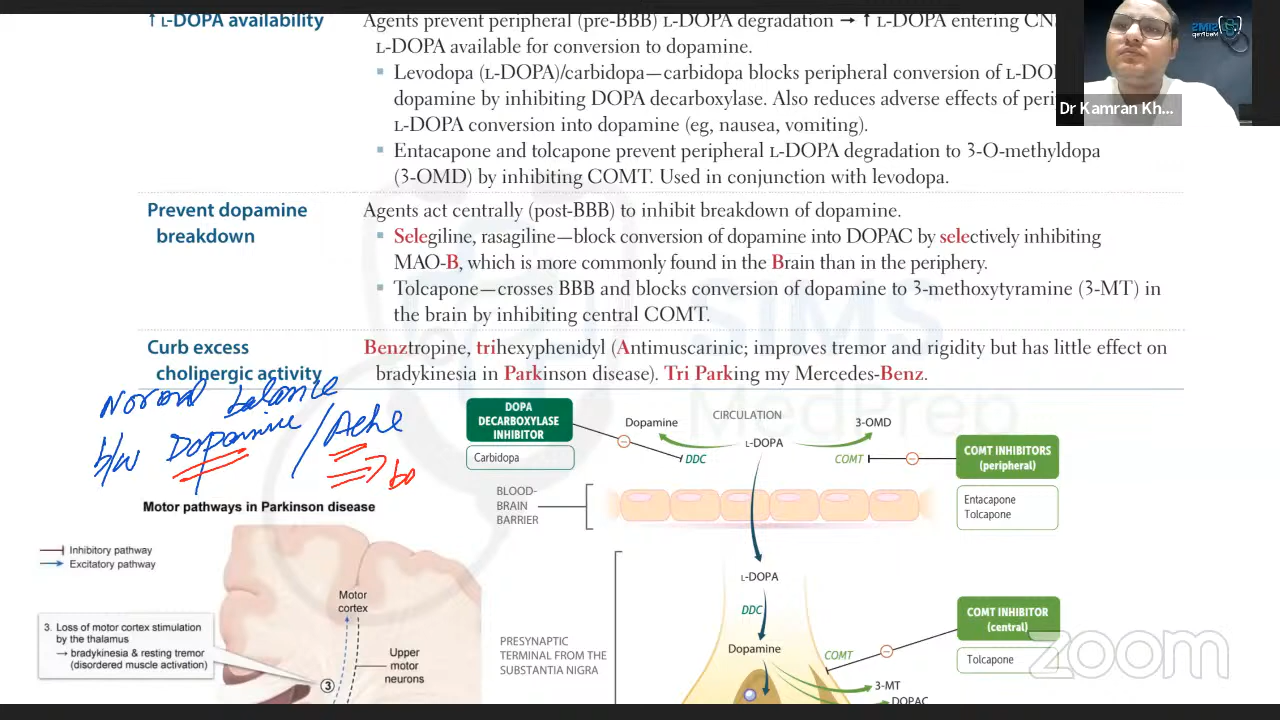 ↑ L-DOPA availability
Agents prevent peripheral (pre-BBB) L-DOPA degradation → ↑ L-DOPA entering CN
L-DOPA available for conversion to dopamine.
Levodopa (L-DOPA)/carbidopa—carbidopa blocks peripheral conversion of L-DO
dopamine by inhibiting DOPA decarboxylase. Also reduces adverse effects of peri
L-DOPA conversion into dopamine (eg, nausea, vomiting).
Entacapone and tolcapone prevent peripheral L-DOPA degradation to 3-O-methyldopa
(3-OMD) by inhibiting COMT. Used in conjunction with levodopa.
Dr Kamran Kh...
Prevent dopamine
breakdown
Agents act centrally (post-BBB) to inhibit breakdown of dopamine.
Selegiline, rasagiline—block conversion of dopamine into DOPAC by selectively inhibiting
MAO-B, which is more commonly found in the Brain than in the periphery.
Tolcapone—crosses BBB and blocks conversion of dopamine to 3-methoxytyramine (3-MT) in
the brain by inhibiting central COMT.
Curb excess
cholinergic activity
Benztropine, trihexyphenidyl (Antimuscarinic; improves tremor and rigidity but has little effect on
bradykinesia in Parkinson disease). Tri Parking my Mercedes-Benz.
Normal balance
b/w Dopamine / Ache
SIMS
MedPrep
Motor pathways in Parkinson disease
Inhibitory pathway
Excitatory pathway
3. Loss of motor cortex stimulation
by the thalamus
→ bradykinesia & resting tremor
(disordered muscle activation)
Motor
cortex
Upper
motor
neurons
3
DOPA
DECARBOXYLASE
INHIBITOR
Carbidopa
CIRCULATION
Dopamine
L-DOPA
3-OMD
DDC
COMT
COMT INHIBITORS
(peripheral)
Entacapone
Tolcapone
BLOOD-
BRAIN
BARRIER
L-DOPA
DDC
Dopamine
COMT
COMT INHIBITOR
(central)
Tolcapone
PRESYNAPTIC
TERMINAL FROM THE
SUBSTANTIA NIGRA
3-MT
DOPAC
zoom